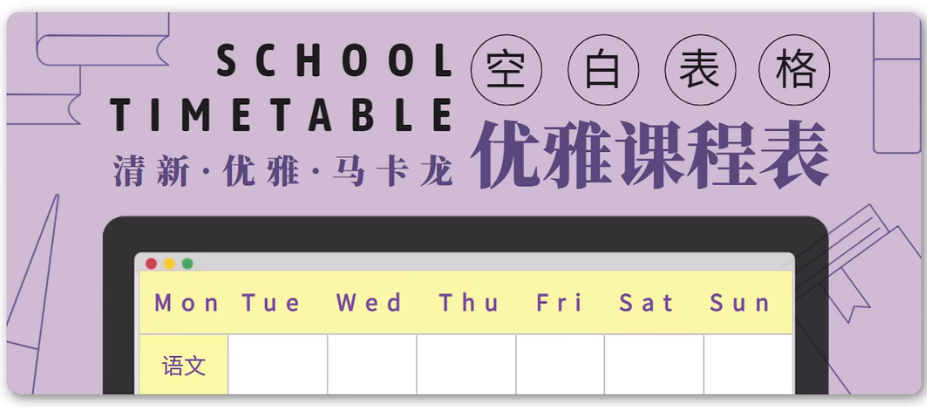 SCHOOL
TIMETABLE
清新·优雅·马卡龙
空白表格
优雅课程表
Mon Tue Wed Thu Fri Sat Sun
语文